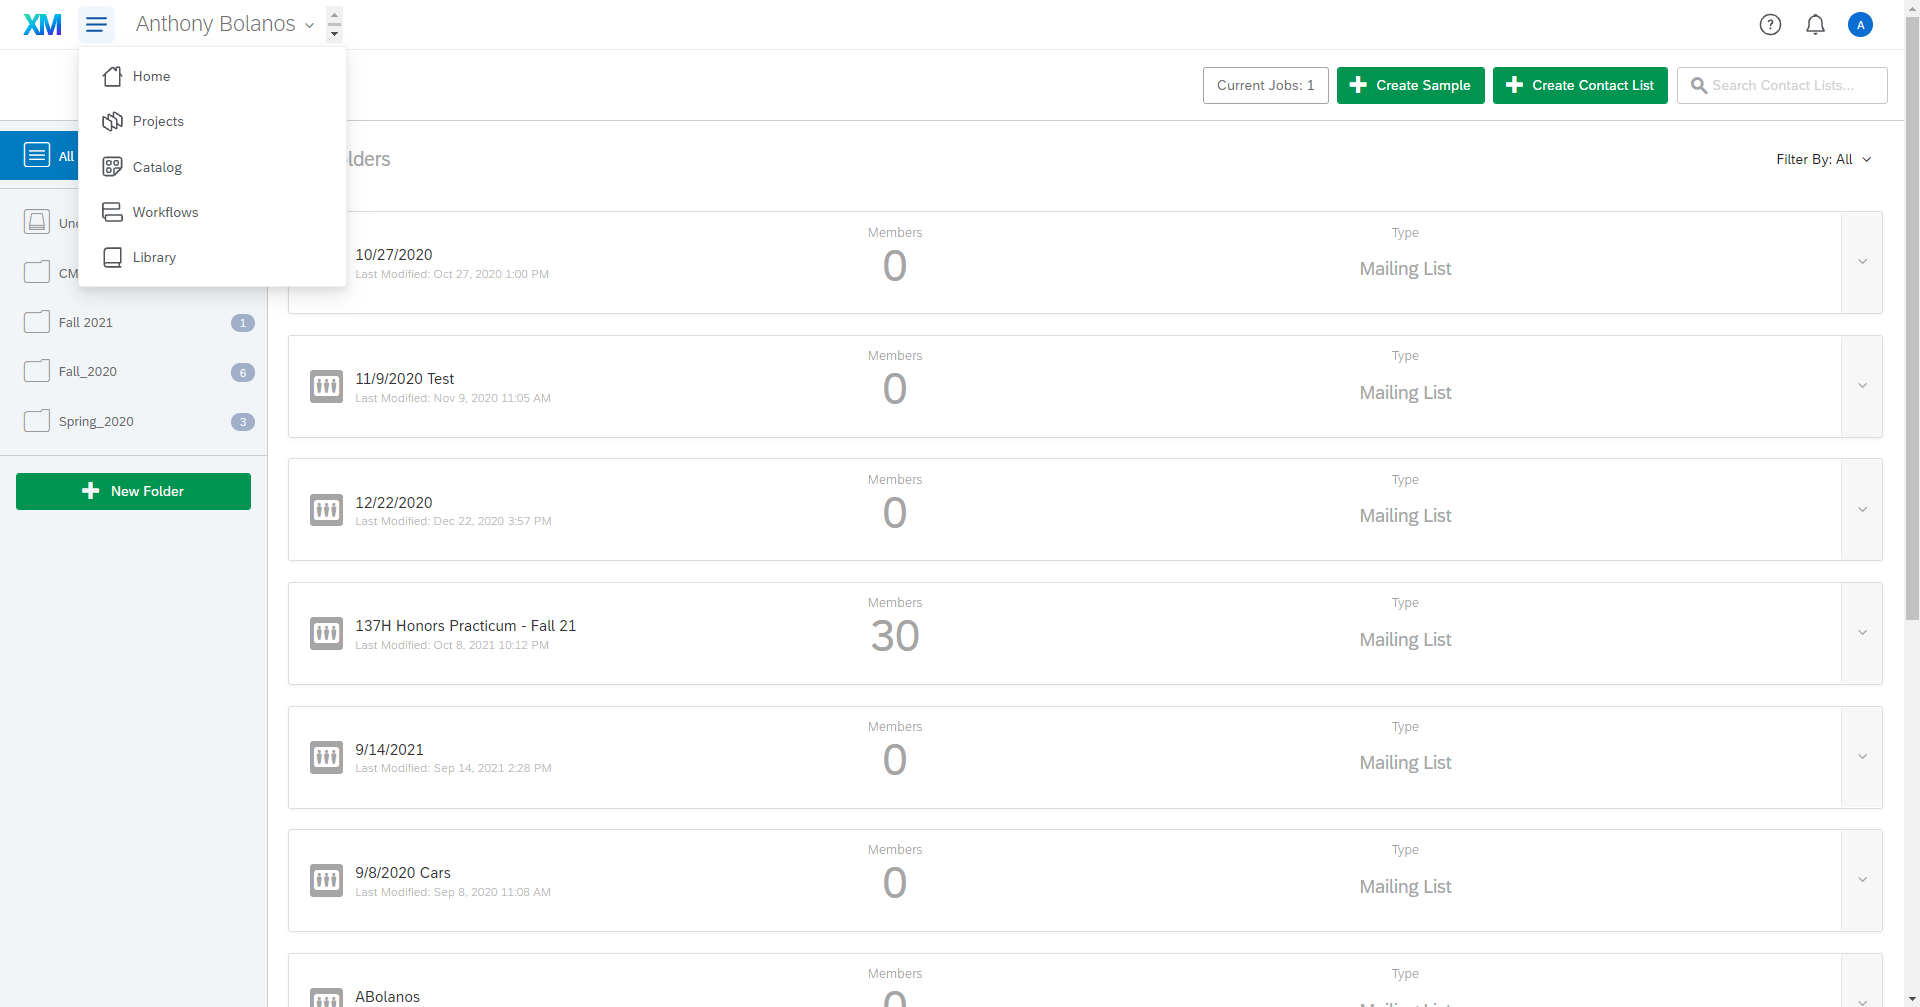 XM
Anthony Bolanos
A
Home
Projects
Catalog
Workflows
Library
Current Jobs: 1
Create Sample
Create Contact List
Search Contact Lists...
All
lders
Filter By: All
Unc
CM
Fall 2021
1
Fall_2020
6
Spring_2020
3
New Folder
10/27/2020
Last Modified: Oct 27, 2020 1:00 PM
Members
0
Type
Mailing List
11/9/2020 Test
Last Modified: Nov 9, 2020 11:05 AM
Members
0
Type
Mailing List
12/22/2020
Last Modified: Dec 22, 2020 3:57 PM
Members
0
Type
Mailing List
137H Honors Practicum - Fall 21
Last Modified: Oct 8, 2021 10:12 PM
Members
30
Type
Mailing List
9/14/2021
Last Modified: Sep 14, 2021 2:28 PM
Members
0
Type
Mailing List
9/8/2020 Cars
Last Modified: Sep 8, 2020 11:08 AM
Members
0
Type
Mailing List
ABolanos
Members
0
Type
Mailing List